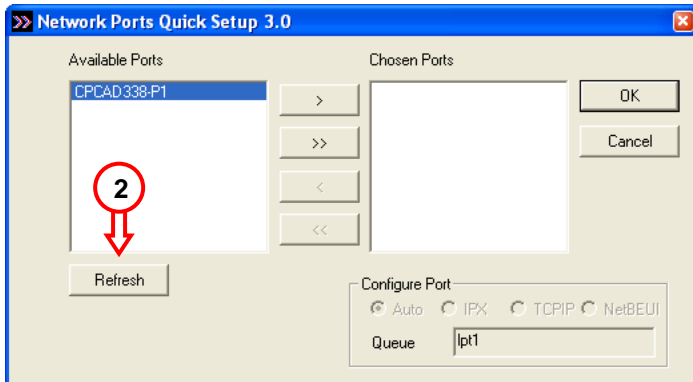 Network Ports Quick Setup 3.0
Available Ports
Chosen Ports
CPCAD338-P1
>
>>
<
<<
OK
Cancel
2
Refresh
Configure Port
Auto IPX TCPIP NetBEUI
Queue lpt1